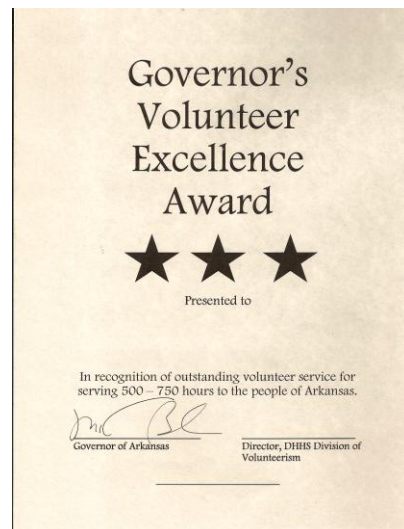 Governor's
Volunteer
Excellence
Award
Presented to
In recognition of outstanding volunteer service for
serving 500 – 750 hours to the people of Arkansas.
Governor of Arkansas
Director, DHHS Division of
Volunteerism